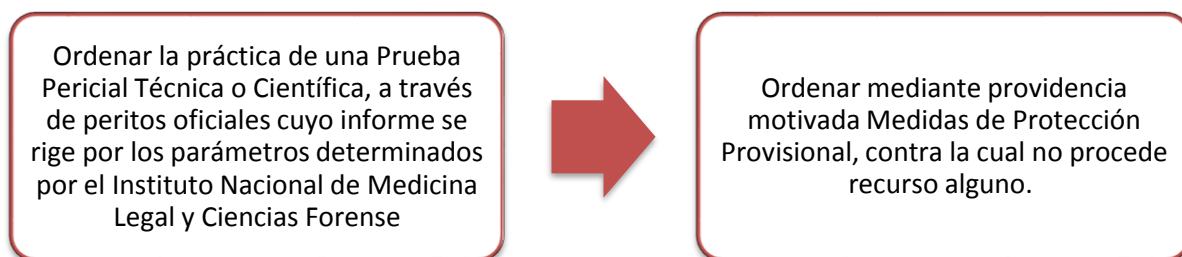 Ordenar la práctica de una Prueba
Pericial Técnica o Científica, a través
de peritos oficiales cuyo informe se
rige por los parámetros determinados
por el Instituto Nacional de Medicina
Legal y Ciencias Forense
Ordenar mediante providencia
motivada Medidas de Protección
Provisional, contra la cual no procede
recurso alguno.